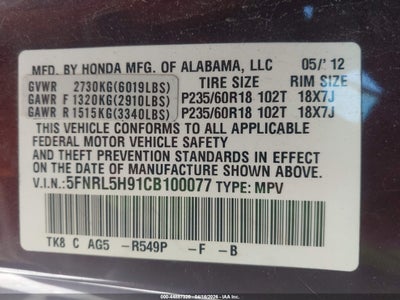 MFD. BY HONDA MFG. OF ALABAMA, LLC 05/'12
GVWR 2730KG(6019LBS) TIRE SIZE RIM SIZE
GAWR F 1320KG(2910LBS) P235/60R18 102T 18X7J
GAWR R 1515KG(3340LBS) P235/60R18 102T 18X7J
THIS VEHICLE CONFORMS TO ALL APPLICABLE
FEDERAL MOTOR VEHICLE SAFETY
AND THEFT PREVENTION STANDARDS IN EFFECT
ON THE DATE OF MANUFACTURE SHOWN ABOVE.
V.I.N.:5FNRL5H91CB100077 TYPE: MPV
TK8 C AG5 -R549P -F -B